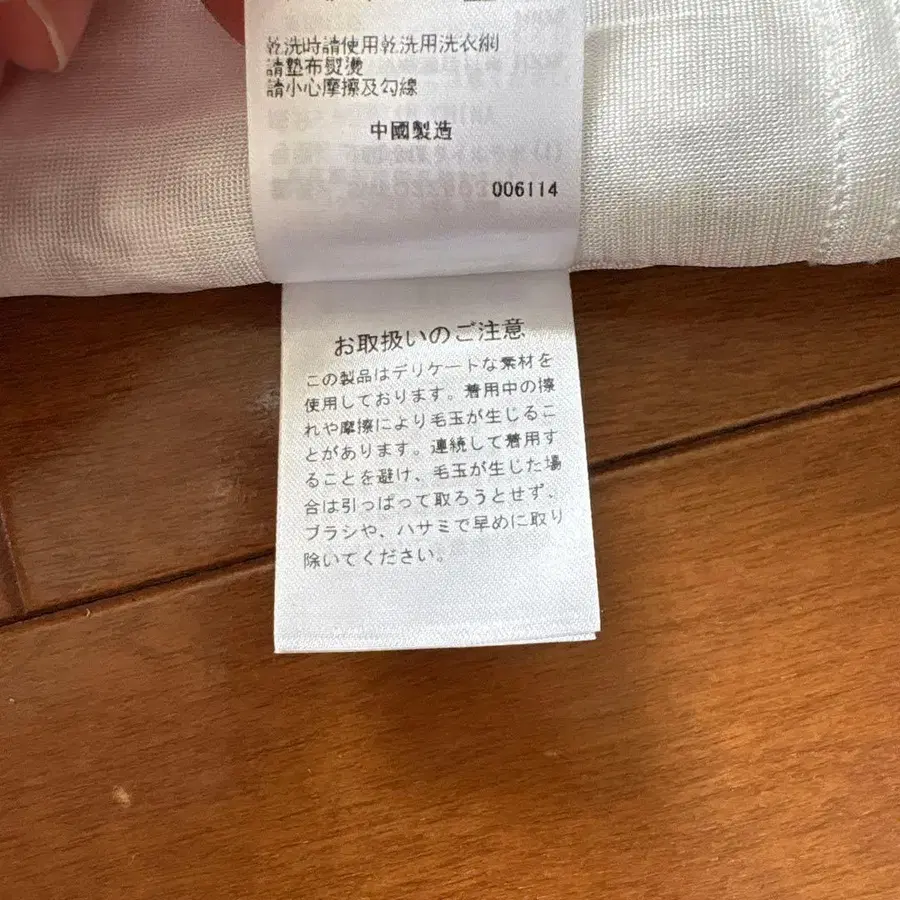 乾洗時請使用乾洗用洗衣網
請墊布熨燙
請小心摩擦及勾線
中國製造
006114
お取扱いのご注意
この製品はデリケートな素材を
使用しております。着用中の擦
れや摩擦により毛玉が生じるこ
とがあります。連続して着用す
ることを避け、毛玉が生じた場
合は引っぱって取ろうとせず、
ブラシや、ハサミで早めに取り
除いてください。